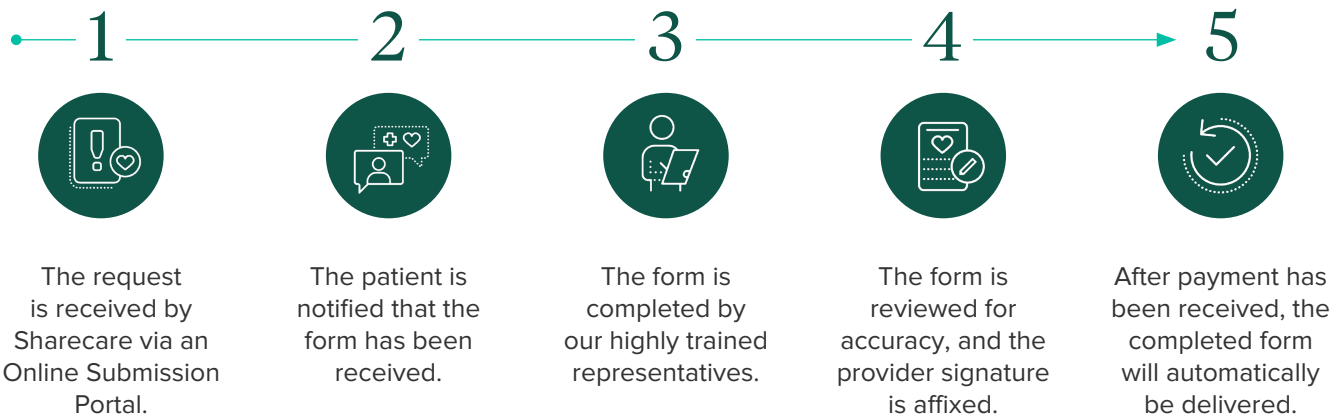 1
2
3
4
5
The request
is received by
Sharecare via an
Online Submission
Portal.
The patient is
notified that the
form has been
received.
The form is
completed by
our highly trained
representatives.
The form is
reviewed for
accuracy, and the
provider signature
is affixed.
After payment has
been received, the
completed form
will automatically
be delivered.